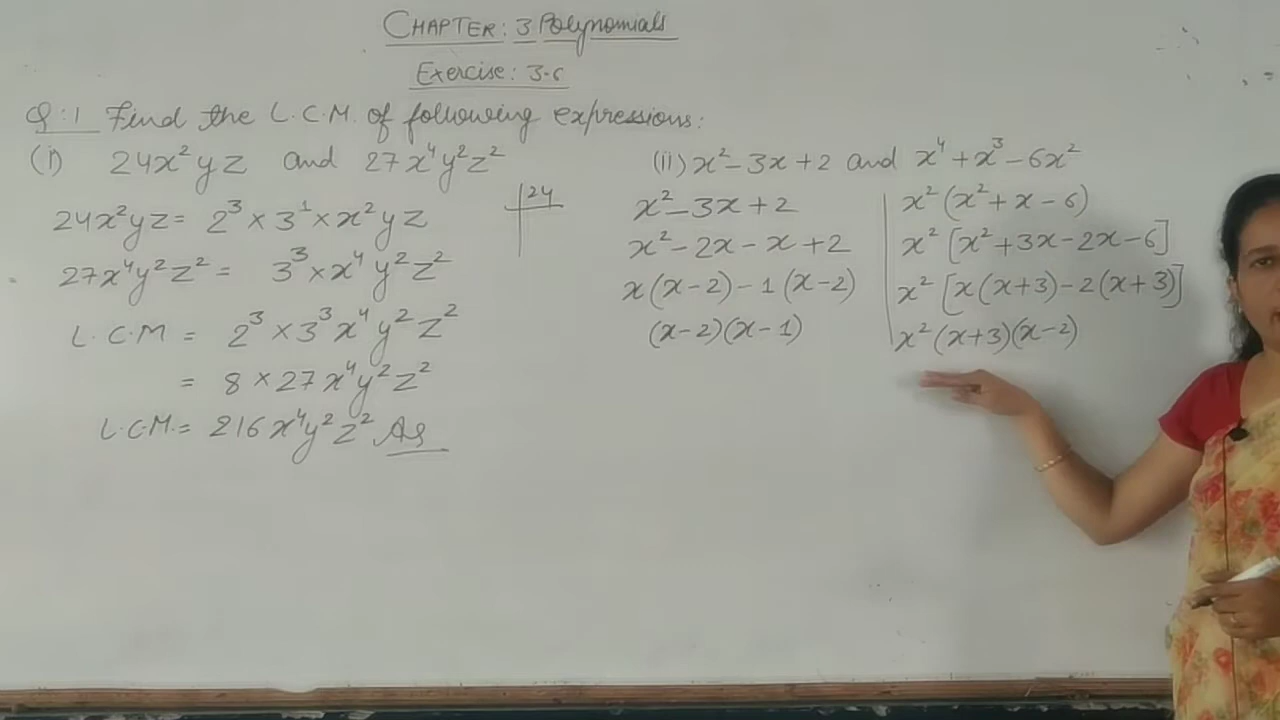 CHAPTER: 3 Polynomials
Exercise: 3.6
Q:1 Find the L.C.M. of following expressions:
(i) 24x²yz and 27x⁴y²z²
24
24x²yz = 2³ × 3¹ × x²yz
27x⁴y²z² = 3³ × x⁴y²z²
L.C.M = 2³ × 3³ x⁴y²z²
= 8 × 27 x⁴y²z²
L.C.M. = 216 x⁴y²z² As
(ii) x² - 3x + 2 and x⁴ + x³ - 6x²
x² - 3x + 2
x² - 2x - x + 2
x(x-2) - 1(x-2)
(x-2)(x-1)
x²(x² + x - 6)
x²[x² + 3x - 2x - 6]
x²[x(x+3) - 2(x+3)]
x²(x+3)(x-2)